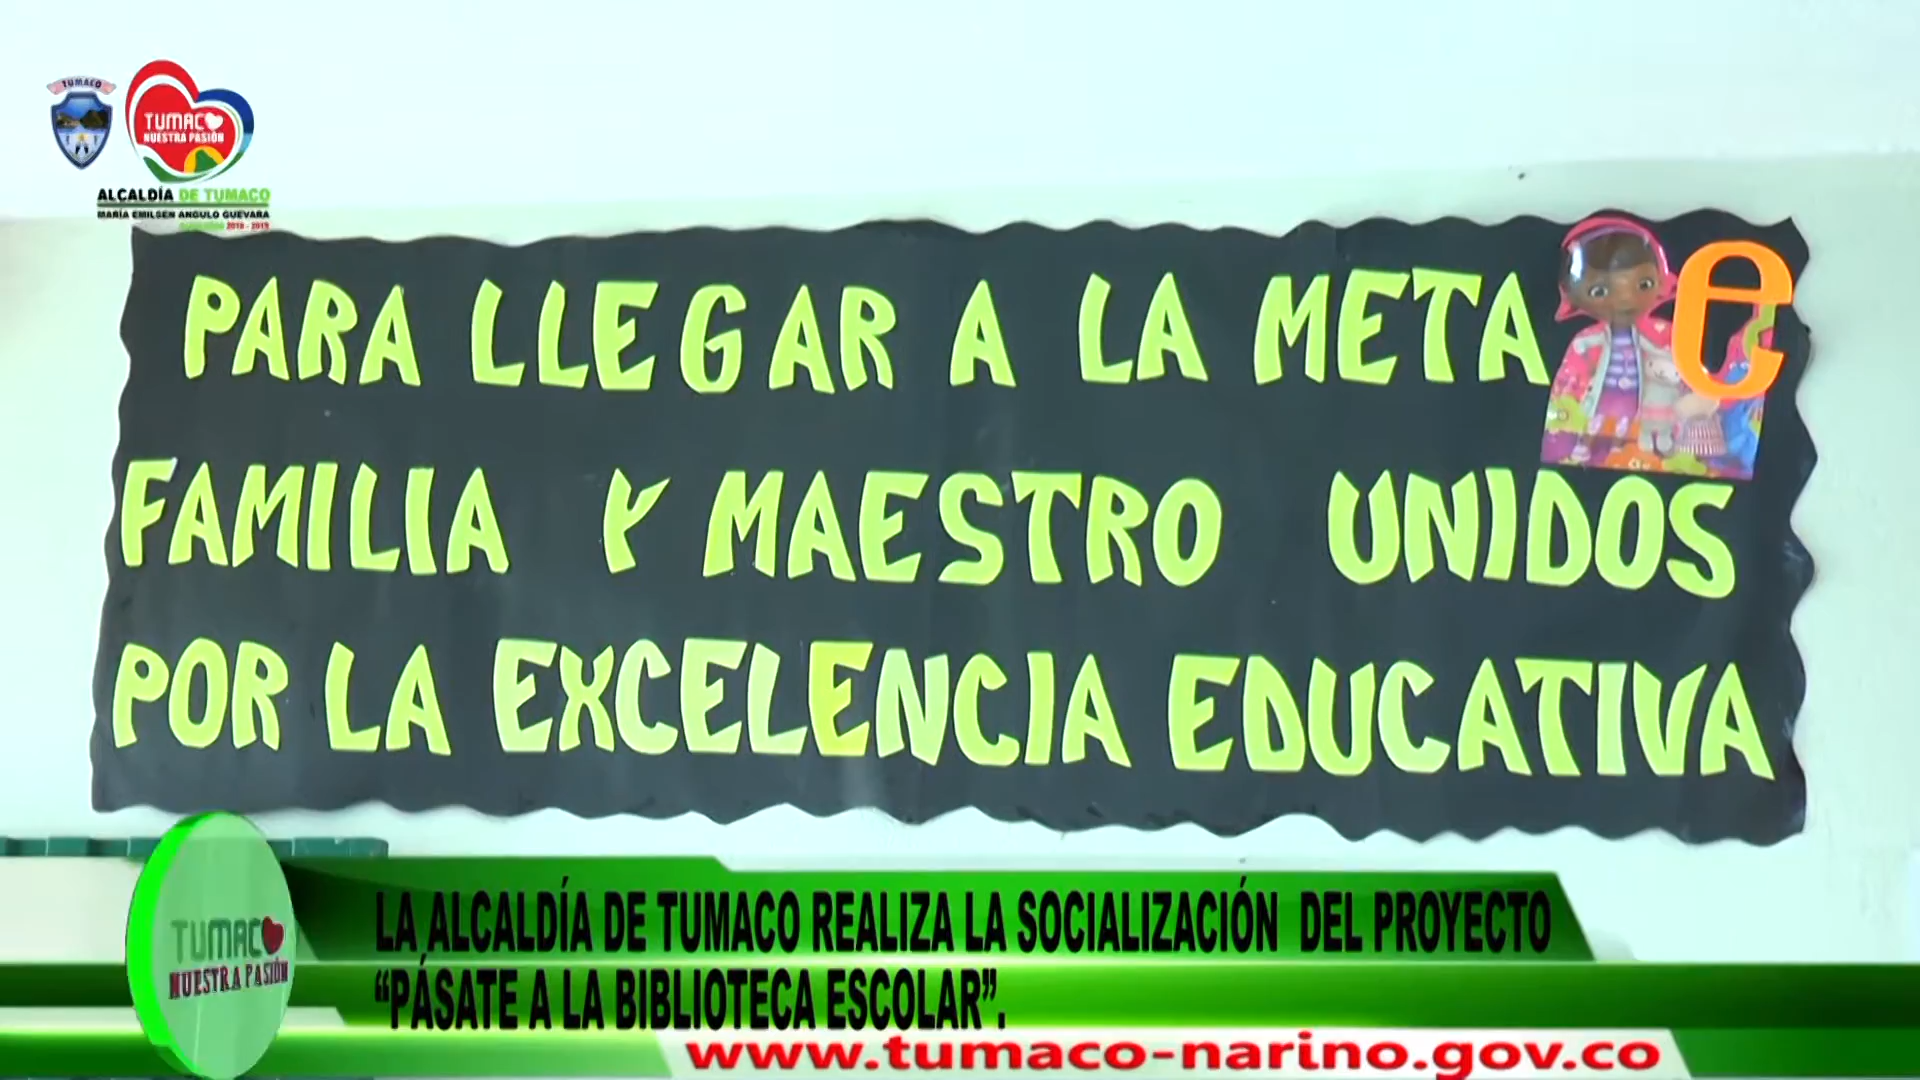 TUMACO
TUMACO
NUESTRA PASIÓN
ALCALDÍA DE TUMACO
MARÍA EMILSEN ANGULO GUEVARA
2018 - 2019
PARA LLEGAR A LA META e
FAMILIA Y MAESTRO UNIDOS
POR LA EXCELENCIA EDUCATIVA
TUMACO
NUESTRA PASIÓN
LA ALCALDÍA DE TUMACO REALIZA LA SOCIALIZACIÓN DEL PROYECTO
“PÁSATE A LA BIBLIOTECA ESCOLAR”.
www.tumaco-narino.gov.co